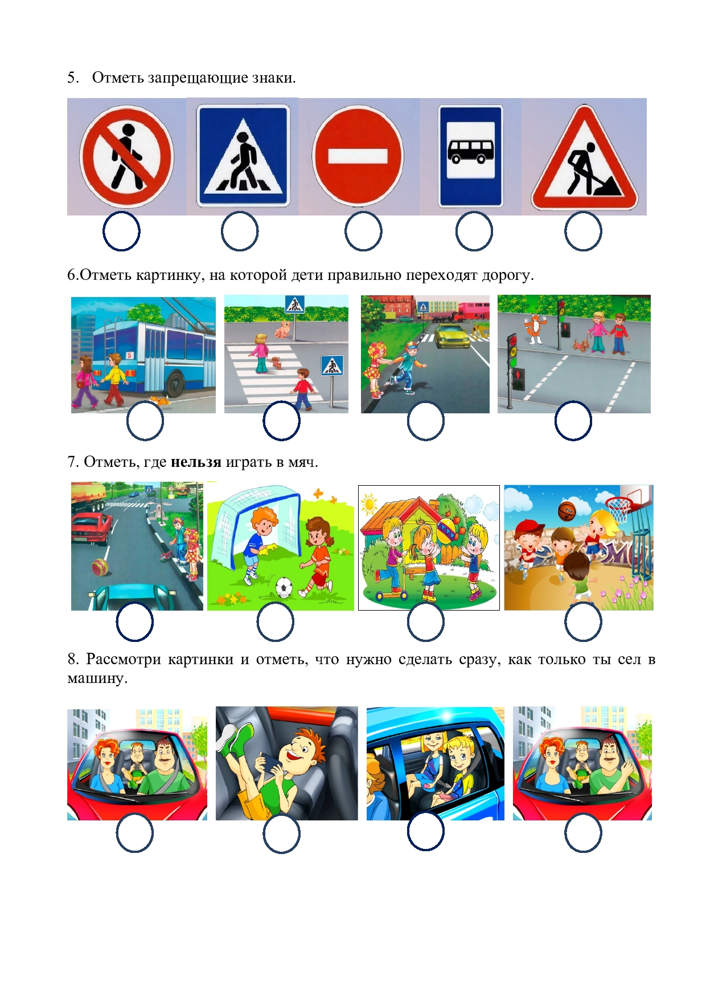 5. Отметь запрещающие знаки.
6.Отметь картинку, на которой дети правильно переходят дорогу.
5
7. Отметь, где нельзя играть в мяч.
8. Рассмотри картинки и отметь, что нужно сделать сразу, как только ты сел в
машину.